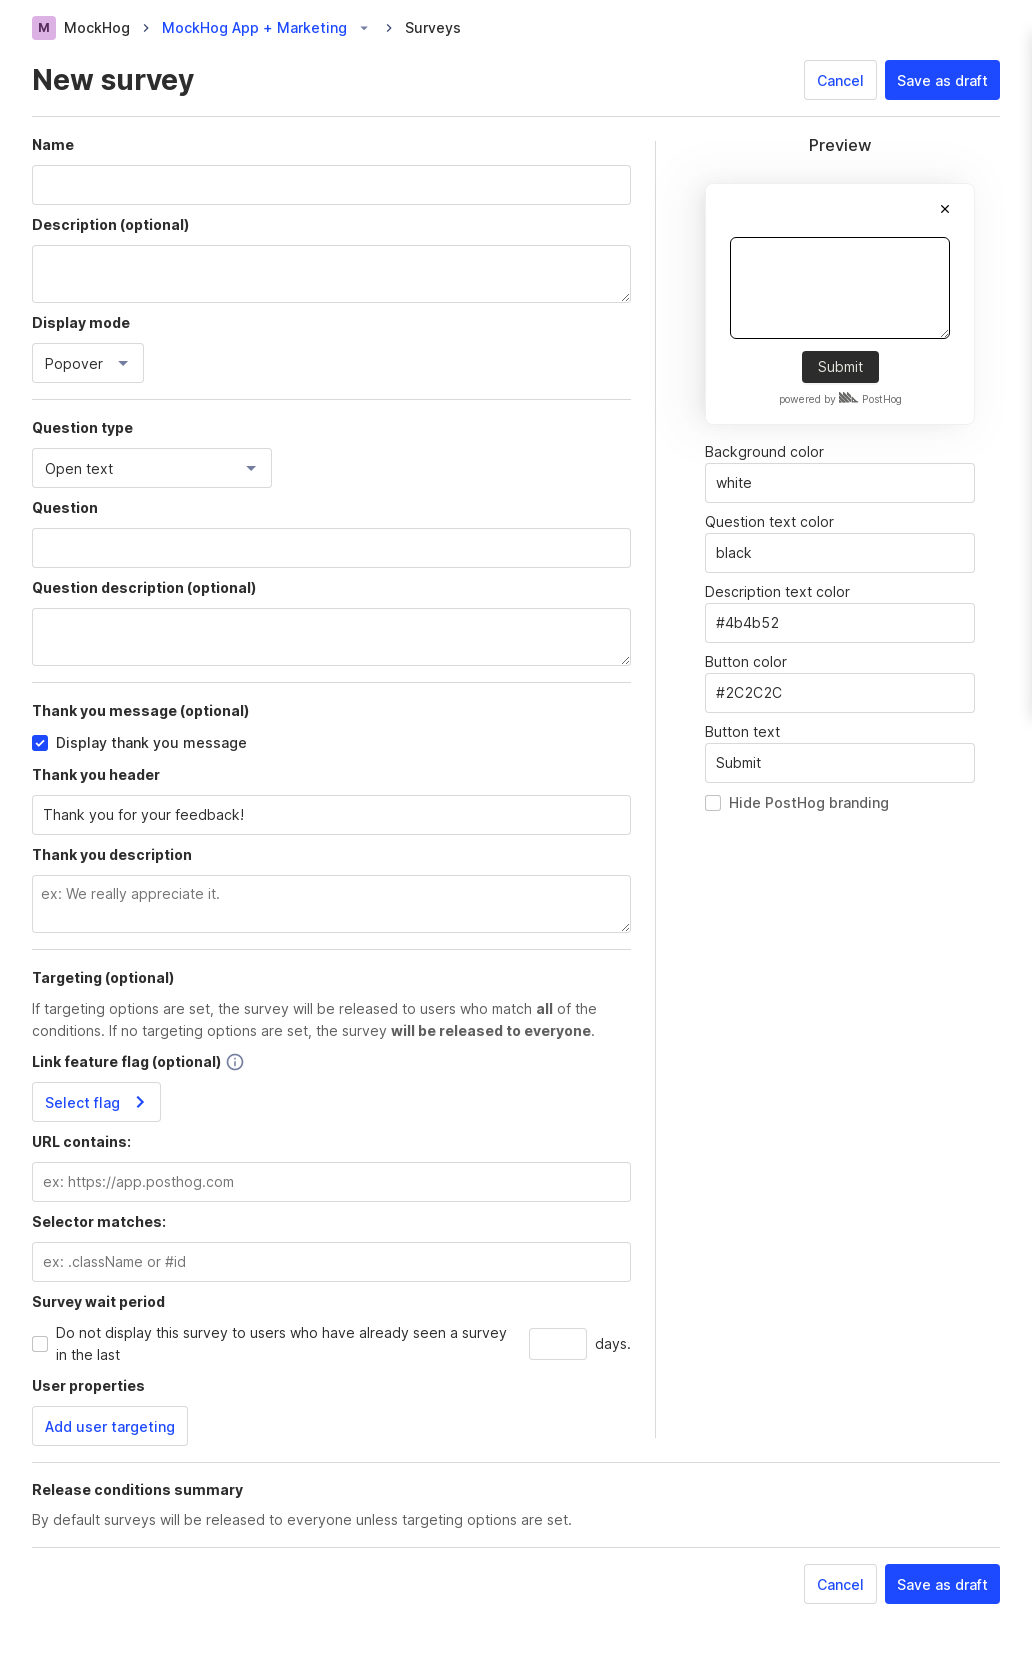 M MockHog > MockHog App + Marketing > Surveys
New survey
Cancel
Save as draft
Name
Description (optional)
Display mode
Popover
Question type
Open text
Question
Question description (optional)
Thank you message (optional)
Display thank you message
Thank you header
Thank you for your feedback!
Thank you description
ex: We really appreciate it.
Targeting (optional)
If targeting options are set, the survey will be released to users who match all of the
conditions. If no targeting options are set, the survey will be released to everyone.
Link feature flag (optional)
Select flag
URL contains:
ex: https://app.posthog.com
Selector matches:
ex: .className or #id
Survey wait period
Do not display this survey to users who have already seen a survey
in the last
days.
User properties
Add user targeting
Preview
Submit
powered by PostHog
Background color
white
Question text color
black
Description text color
#4b4b52
Button color
#2C2C2C
Button text
Submit
Hide PostHog branding
Release conditions summary
By default surveys will be released to everyone unless targeting options are set.
Cancel
Save as draft